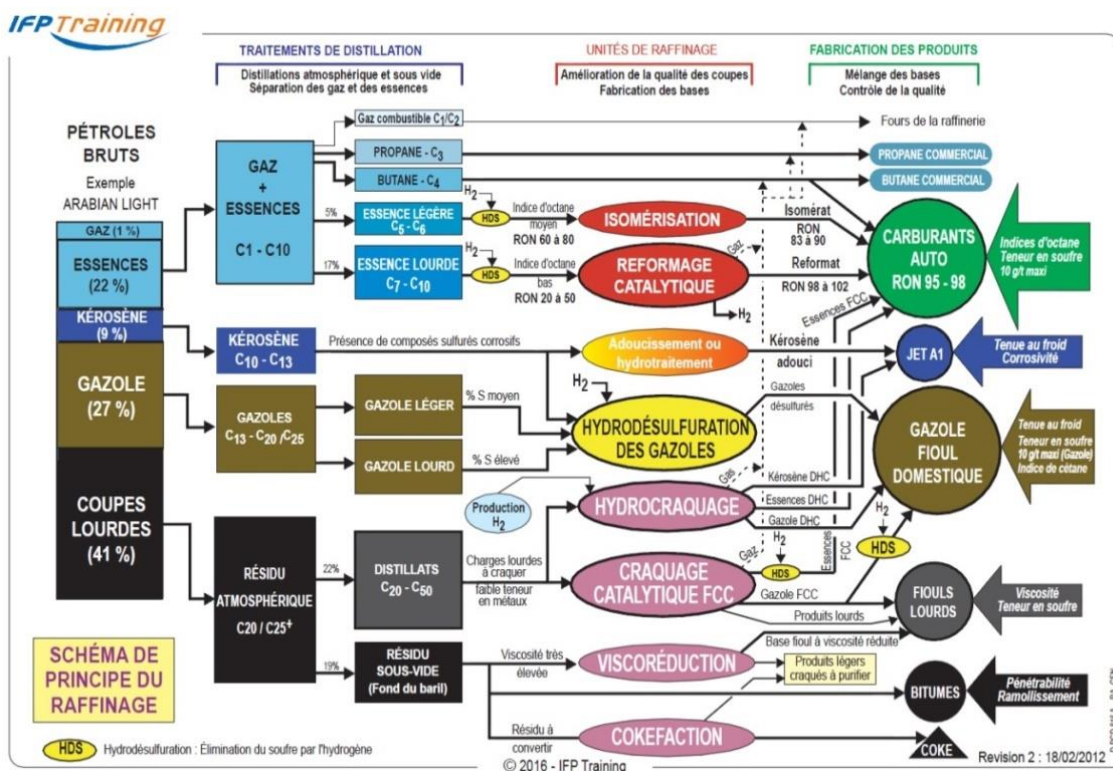 IFP Training
TRAITEMENTS DE DISTILLATION
Distillations atmosphérique et sous vide
Séparation des gaz et des essences
UNITÉS DE RAFFINAGE
Amélioration de la qualité des coupes
Fabrication des bases
FABRICATION DES PRODUITS
Mélange des bases
Contrôle de la qualité
PÉTROLES
BRUTS
Exemple
ARABIAN LIGHT
GAZ (1 %)
ESSENCES
(22 %)
KÉROSÈNE
(9 %)
GAZOLE
(27 %)
COUPES
LOURDES
(41 %)
GAZ
+
ESSENCES
C1 - C10
5%
17%
KÉROSÈNE
C10 – C13
GAZOLES
C13 – C20 /C25
RÉSIDU
ATMOSPHÉRIQUE
C20 / C25+
22%
19%
Gaz combustible C1/C2
PROPANE - C3
BUTANE - C4
ESSENCE LÉGÈRE
C5 – C6
ESSENCE LOURDE
C7 – C10
Présence de composés sulfurés corrosifs
GAZOLE LÉGER
GAZOLE LOURD
% S moyen
% S élevé
Production
H2
DISTILLATS
C20 – C50
Charges lourdes
à craquer
faible teneur
en métaux
RÉSIDU
SOUS-VIDE
(Fond du baril)
Viscosité très
élevée
Résidu à
convertir
H2
HDS
Indice d'octane
moyen
RON 60 à 80
H2
HDS
Indice d'octane
bas
RON 20 à 50
ISOMÉRISATION
REFORMAGE
CATALYTIQUE
Gaz
H2
Adoucissement ou
hydrotraitement
H2
HYDRODÉSULFURATION
DES GAZOLES
Gas
HYDROCRAQUAGE
Gaz
CRAQUAGE
CATALYTIQUE FCC
VISCORÉDUCTION
COKEFACTION
Isomérat
RON
83 à 90
Reformat
RON 98 à 102
Essences FCC
Kérosène
adouci
Gazoles
désulfurés
Kérosène DHC
Essences DHC
Gazole DHC
H2
HDS
Essences
FCC
H2
HDS
Gazole FCC
Produits lourds
Base fioul à viscosité réduite
Produits légers
craqués à purifier
Fours de la raffinerie
PROPANE COMMERCIAL
BUTANE COMMERCIAL
CARBURANTS
AUTO
RON 95 - 98
Indices d'octane
Teneur en soufre
10 g/t maxi
JET A1
Tenue au froid
Corrosivité
GAZOLE
FIOUL
DOMESTIQUE
Tenue au froid
Teneur en soufre
10 g/t maxi (Gazole)
Indice de cétane
FIOULS
LOURDS
Viscosité
Teneur en soufre
BITUMES
Pénétrabilité
Ramollissement
COKE
SCHÉMA DE
PRINCIPE DU
RAFFINAGE
HDS
Hydrodésulfuration : Élimination du soufre par l'hydrogène
© 2016 - IFP Training
Revision 2 : 18/02/2012